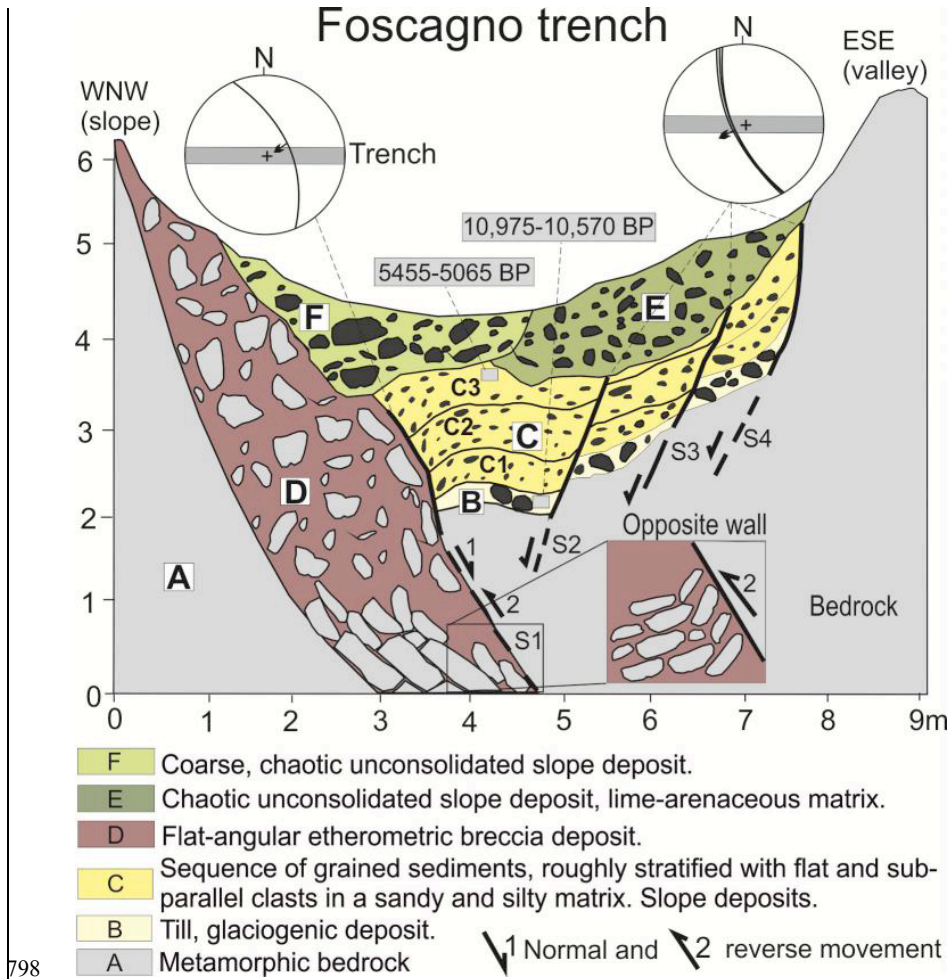 Foscagno trench
N
N
ESE
(valley)
WNW
(slope)
Trench
6
5
4
3
2
1
0
10,975-10,570 BP
5455-5065 BP
F
E
C3
C2
C
C1
B
D
A
S4
S3
S2
1
2
S1
Opposite wall
2
Bedrock
0 1 2 3 4 5 6 7 8 9m
F Coarse, chaotic unconsolidated slope deposit.
E Chaotic unconsolidated slope deposit, lime-arenaceous matrix.
D Flat-angular etherometric breccia deposit.
C Sequence of grained sediments, roughly stratified with flat and sub-
parallel clasts in a sandy and silty matrix. Slope deposits.
B Till, glaciogenic deposit.
A Metamorphic bedrock
1 Normal and 2 reverse movement
798